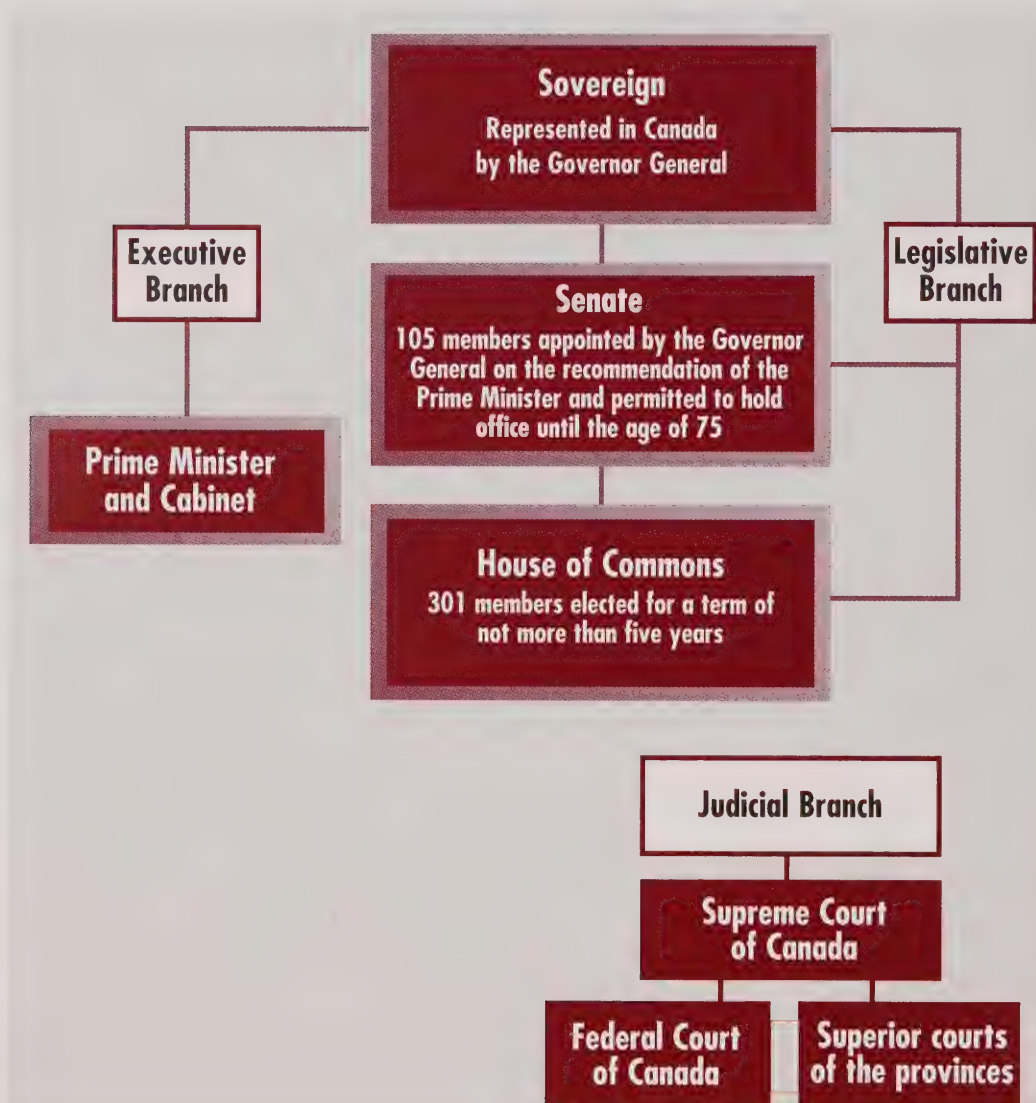 Sovereign
Represented in Canada
by the Governor General
Executive
Branch
Legislative
Branch
Senate
105 members appointed by the Governor
General on the recommendation of the
Prime Minister and permitted to hold
office until the age of 75
Prime Minister
and Cabinet
House of Commons
301 members elected for a term of
not more than five years
Judicial Branch
Supreme Court
of Canada
Federal Court
of Canada
Superior courts
of the provinces